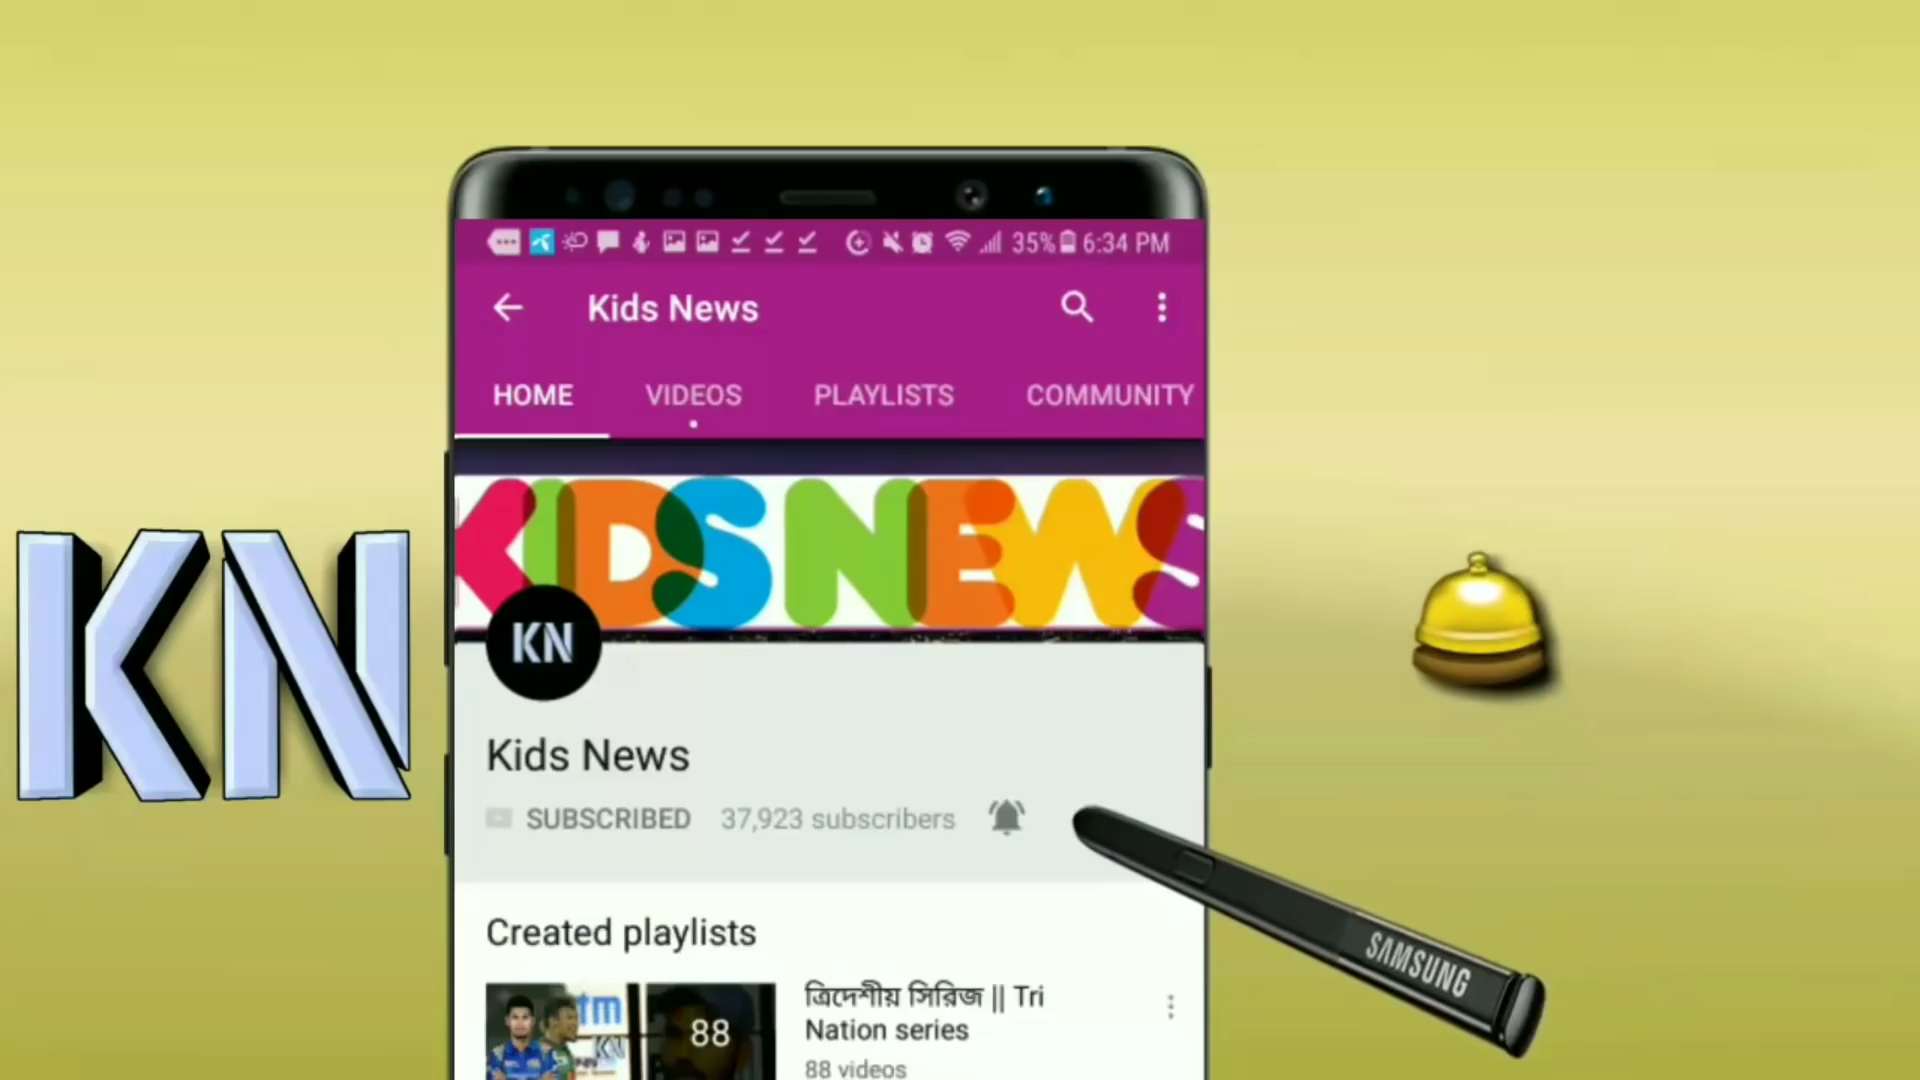 35% 6:34 PM
Kids News
HOME VIDEOS PLAYLISTS COMMUNITY
KIDS NEWS
KN
KN
Kids News
SUBSCRIBED 37,923 subscribers
SAMSUNG
Created playlists
ত্রিদেশীয় সিরিজ || Tri
Nation series
88
88 videos